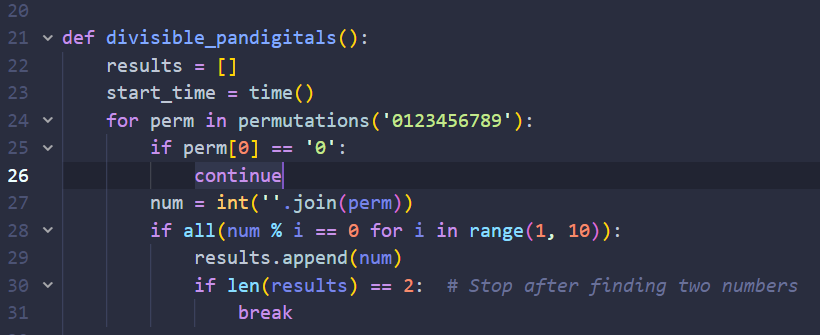 20
21 def divisible_pandigitals():
22     results = []
23     start_time = time()
24     for perm in permutations('0123456789'):
25         if perm[0] == '0':
26             continue
27         num = int(''.join(perm))
28         if all(num % i == 0 for i in range(1, 10)):
29             results.append(num)
30             if len(results) == 2:  # Stop after finding two numbers
31                 break